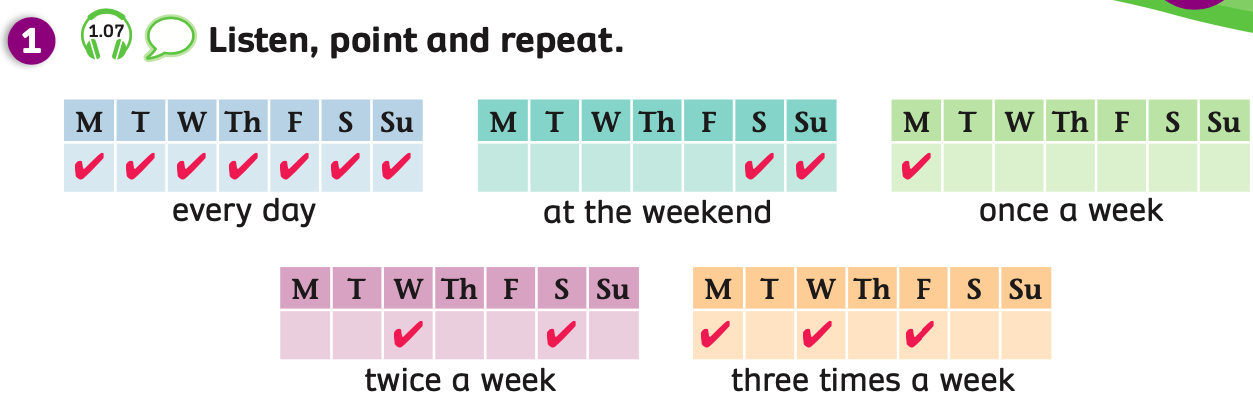 1 1.07 Listen, point and repeat.
M T W Th F S Su
✔ ✔ ✔ ✔ ✔ ✔ ✔
every day
M T W Th F S Su
✔ ✔
at the weekend
M T W Th F S Su
✔
once a week
M T W Th F S Su
✔ ✔
twice a week
M T W Th F S Su
✔ ✔ ✔
three times a week